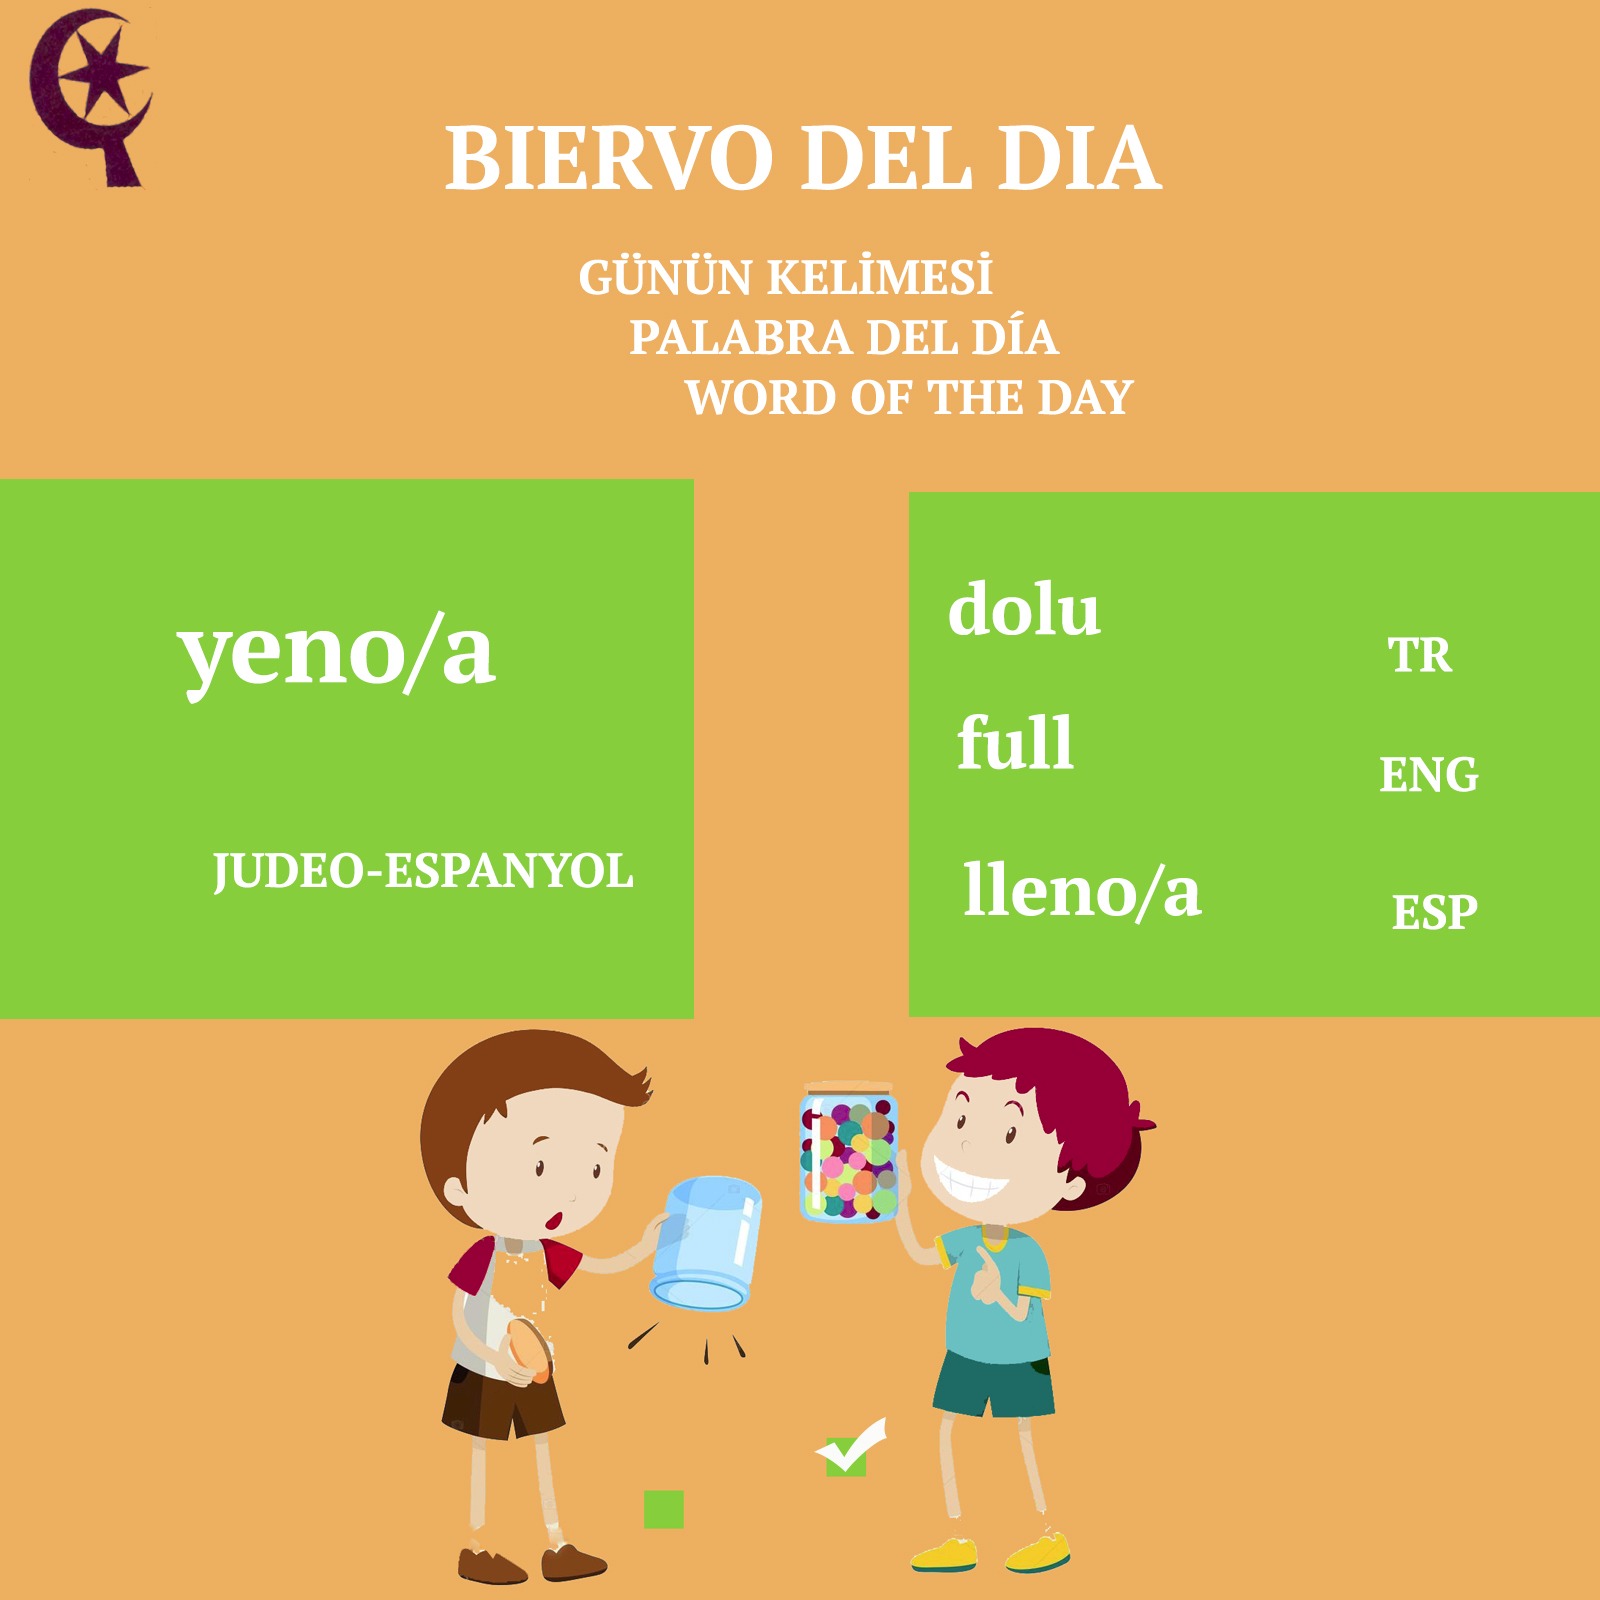 BIERVO DEL DIA
GÜNÜN KELİMESİ
PALABRA DEL DÍA
WORD OF THE DAY
yeno/a
JUDEO-ESPANYOL
dolu
TR
full
ENG
lleno/a
ESP